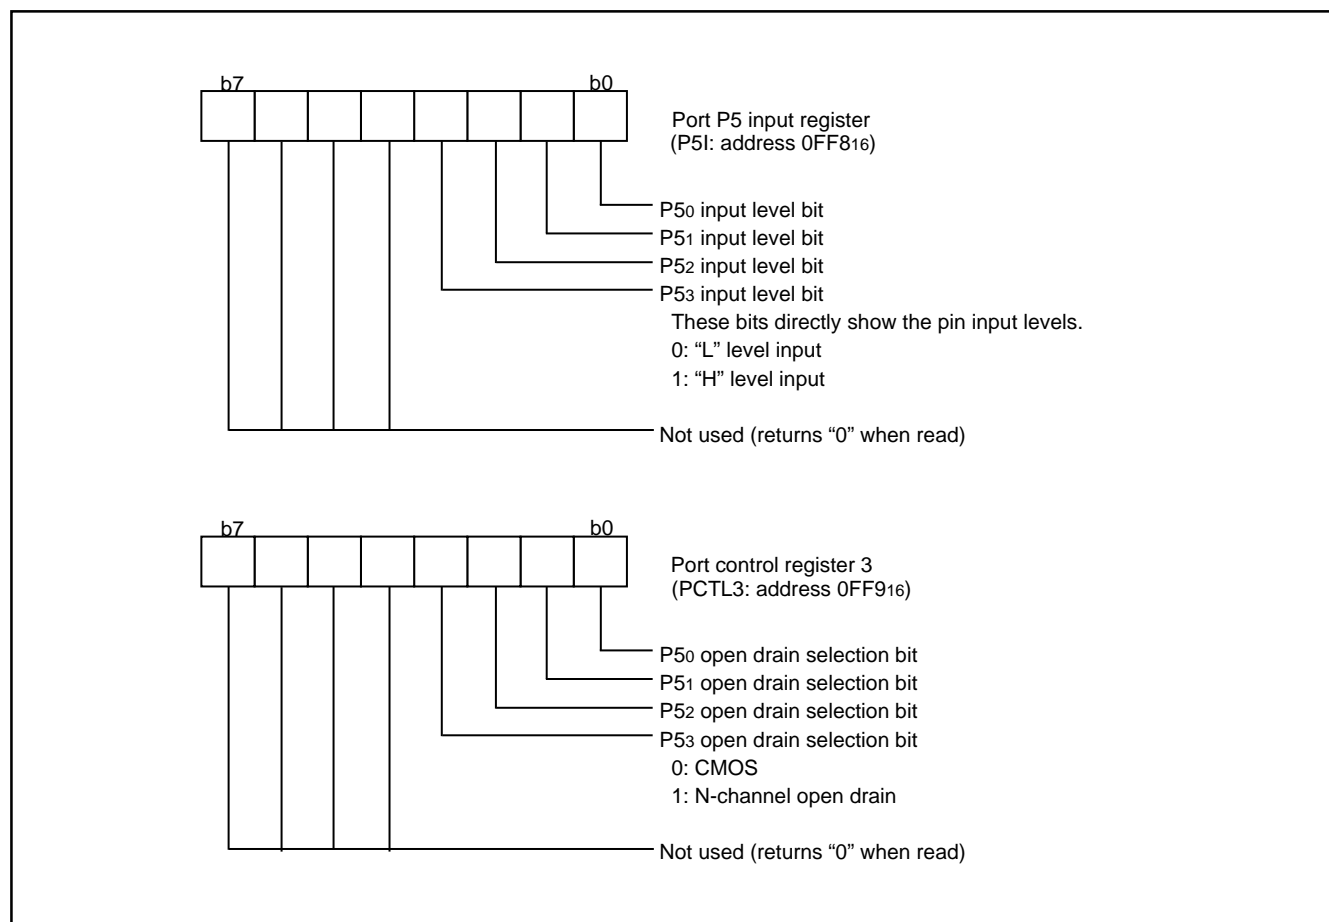 b7 b0
Port P5 input register
(P5I: address 0FF816)
P50 input level bit
P51 input level bit
P52 input level bit
P53 input level bit
These bits directly show the pin input levels.
0: “L” level input
1: “H” level input
Not used (returns “0” when read)
b7 b0
Port control register 3
(PCTL3: address 0FF916)
P50 open drain selection bit
P51 open drain selection bit
P52 open drain selection bit
P53 open drain selection bit
0: CMOS
1: N-channel open drain
Not used (returns “0” when read)